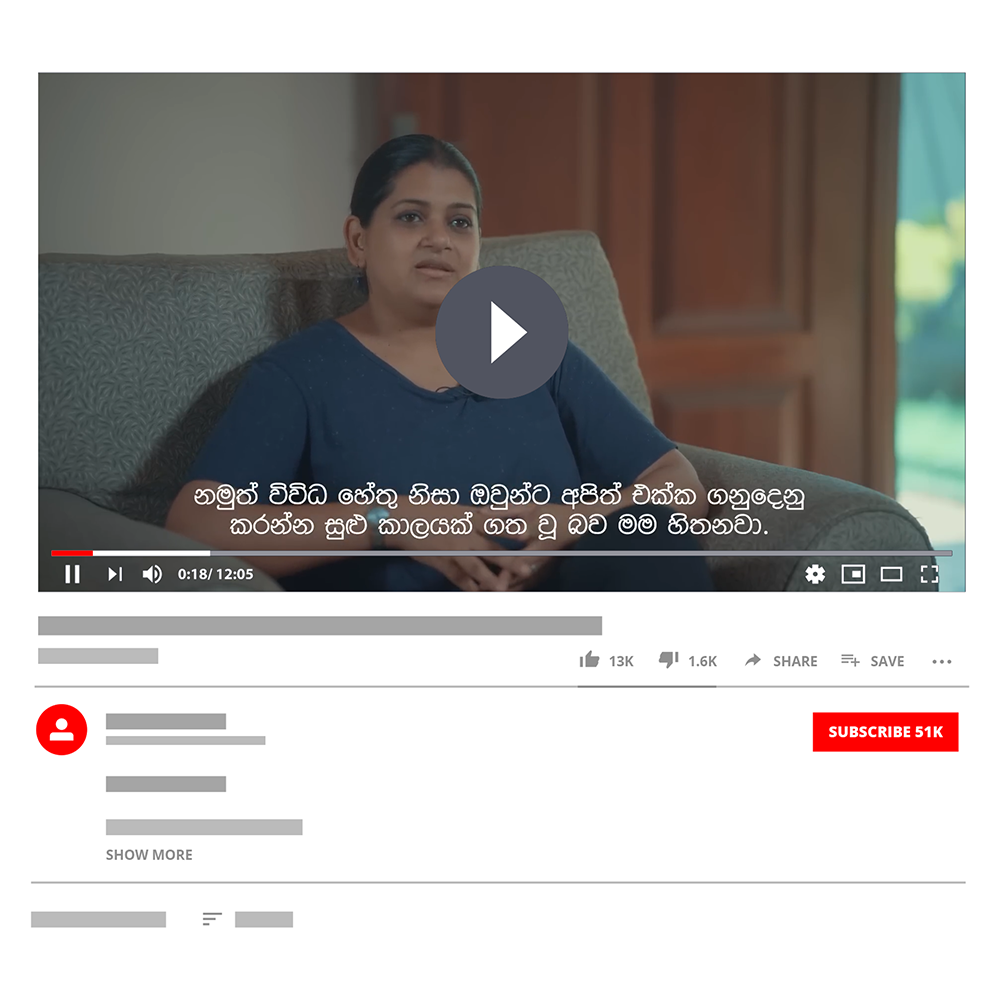 නමුත් විවිධ හේතු නිසා ඔවුන්ට අපිත් එක්ක ගනුදෙනු
කරන්න සුළු කාලයක් ගත වූ බව මම හිතනවා.
0:18/ 12:05
13K
1.6K
SHARE
SAVE
SUBSCRIBE 51K
SHOW MORE